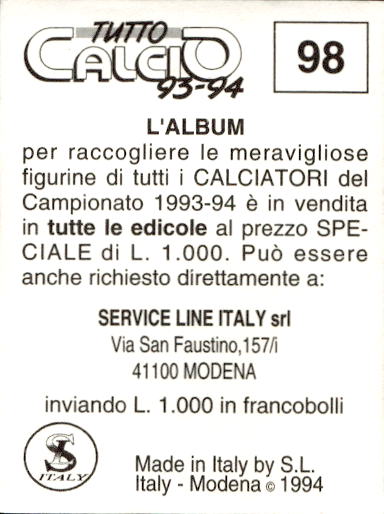 TUTTO
CALCIO
93-94
98
L'ALBUM
per raccogliere le meravigliose
figurine di tutti i CALCIATORI del
Campionato 1993-94 è in vendita
in tutte le edicole al prezzo SPE-
CIALE di L. 1.000. Può essere
anche richiesto direttamente a:
SERVICE LINE ITALY srl
Via San Faustino,157/i
41100 MODENA
inviando L. 1.000 in francobolli
SL
ITALY
Made in Italy by S.L.
Italy - Modena © 1994